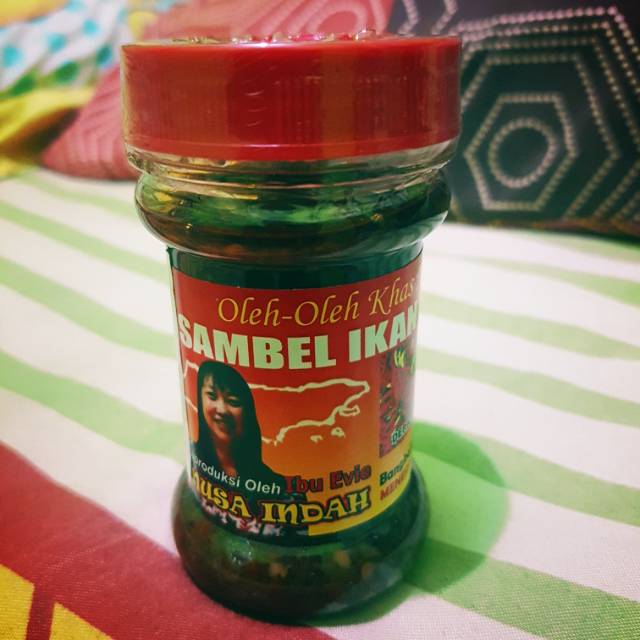 Oleh-Oleh Khas
SAMBEL IKAN
Diproduksi Oleh Ibu Evie
NUSA INDAH